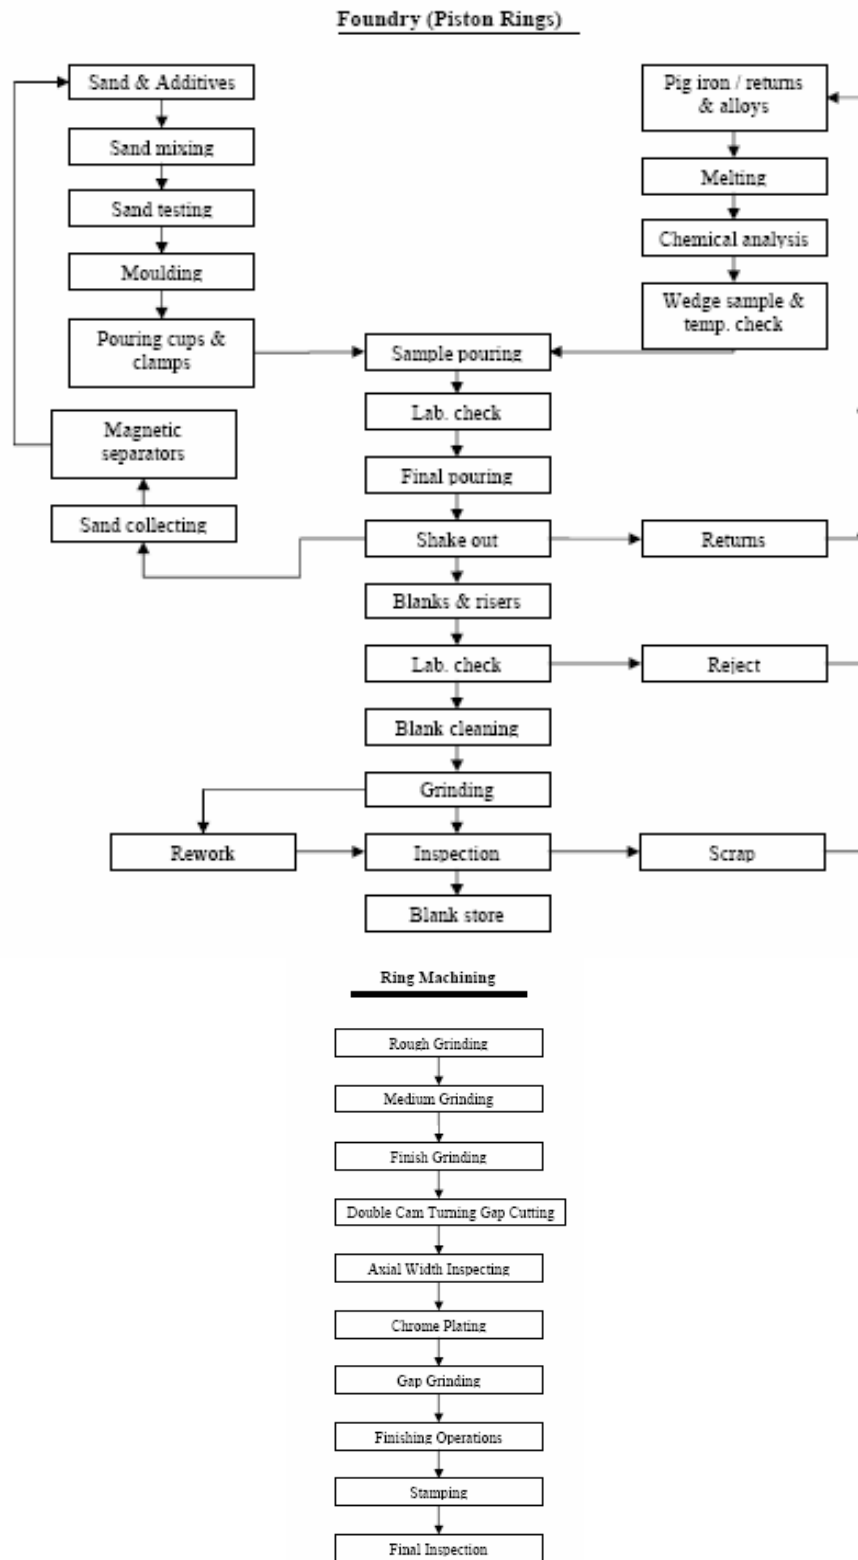 Foundry (Piston Rings)
Sand & Additives
Sand mixing
Sand testing
Moulding
Pouring cups &
clamps
Magnetic
separators
Sand collecting
Pig iron / returns
& alloys
Melting
Chemical analysis
Wedge sample &
temp. check
Sample pouring
Lab. check
Final pouring
Shake out
Returns
Blanks & risers
Lab. check
Reject
Blank cleaning
Grinding
Rework
Inspection
Scrap
Blank store
Ring Machining
Rough Grinding
Medium Grinding
Finish Grinding
Double Cam Turning Gap Cutting
Axial Width Inspecting
Chrome Plating
Gap Grinding
Finishing Operations
Stamping
Final Inspection